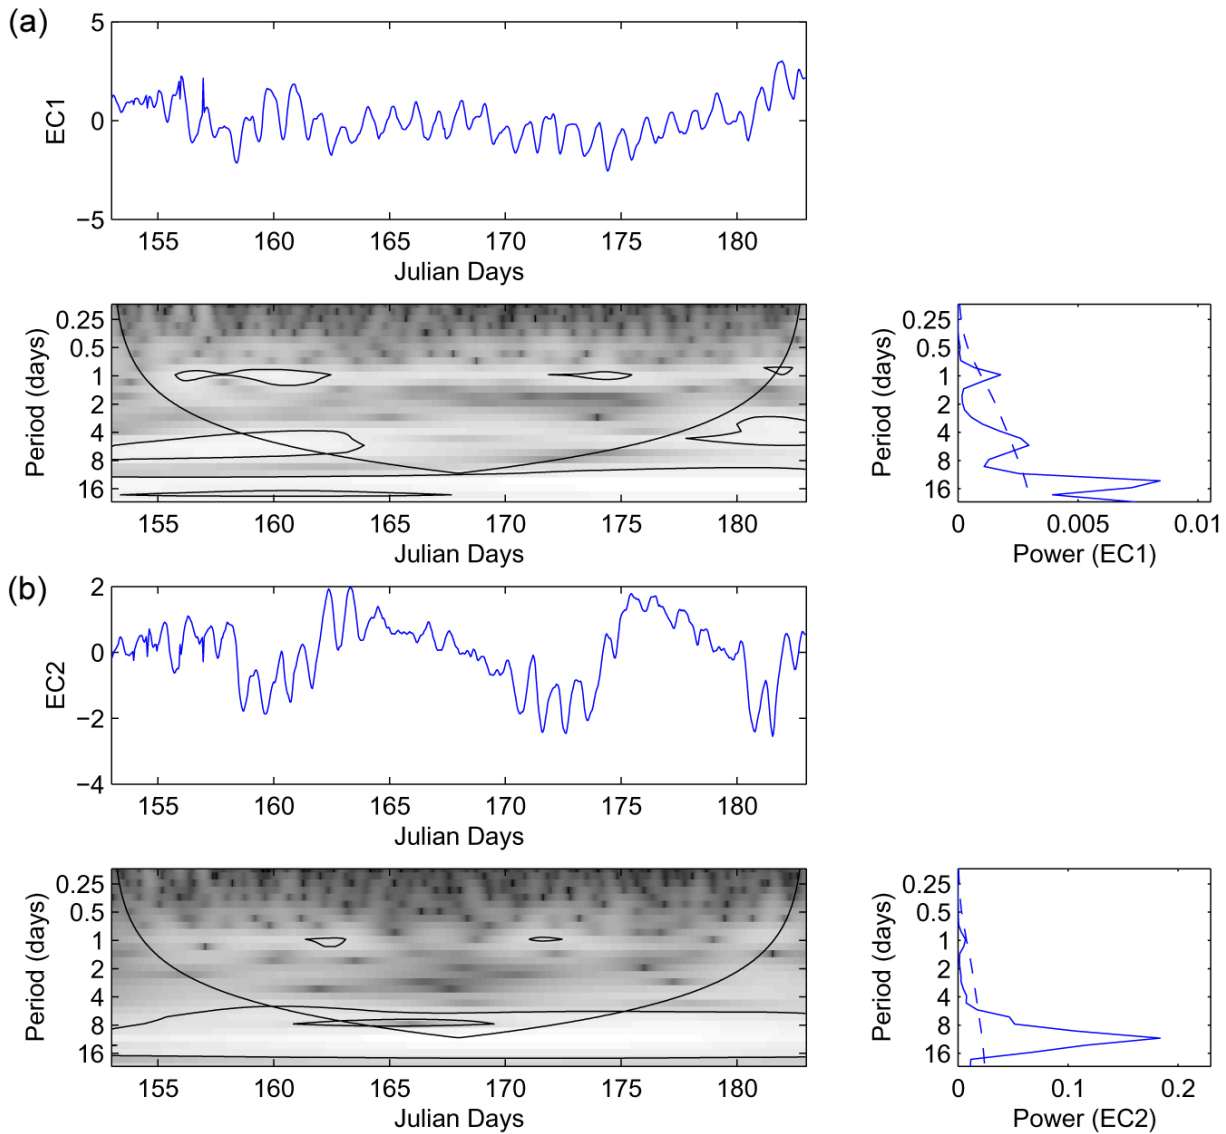 (a)
EC1
5
0
−5
155 160 165 170 175 180
Julian Days
Period (days)
0.25
0.5
1
2
4
8
16
155 160 165 170 175 180
Julian Days
Period (days)
0.25
0.5
1
2
4
8
16
0 0.005 0.01
Power (EC1)
(b)
EC2
2
0
−2
−4
155 160 165 170 175 180
Julian Days
Period (days)
0.25
0.5
1
2
4
8
16
155 160 165 170 175 180
Julian Days
Period (days)
0.25
0.5
1
2
4
8
16
0 0.1 0.2
Power (EC2)